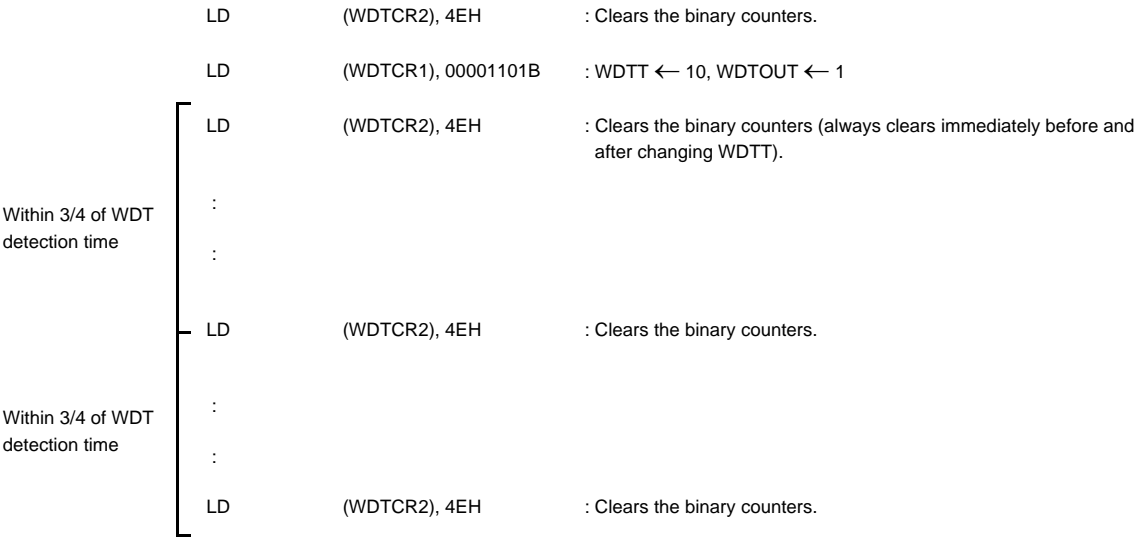 LD (WDTCR2), 4EH : Clears the binary counters.
LD (WDTCR1), 00001101B : WDTT ← 10, WDTOUT ← 1
LD (WDTCR2), 4EH : Clears the binary counters (always clears immediately before and
after changing WDTT).
Within 3/4 of WDT
detection time
:
:
LD (WDTCR2), 4EH : Clears the binary counters.
Within 3/4 of WDT
detection time
:
:
LD (WDTCR2), 4EH : Clears the binary counters.